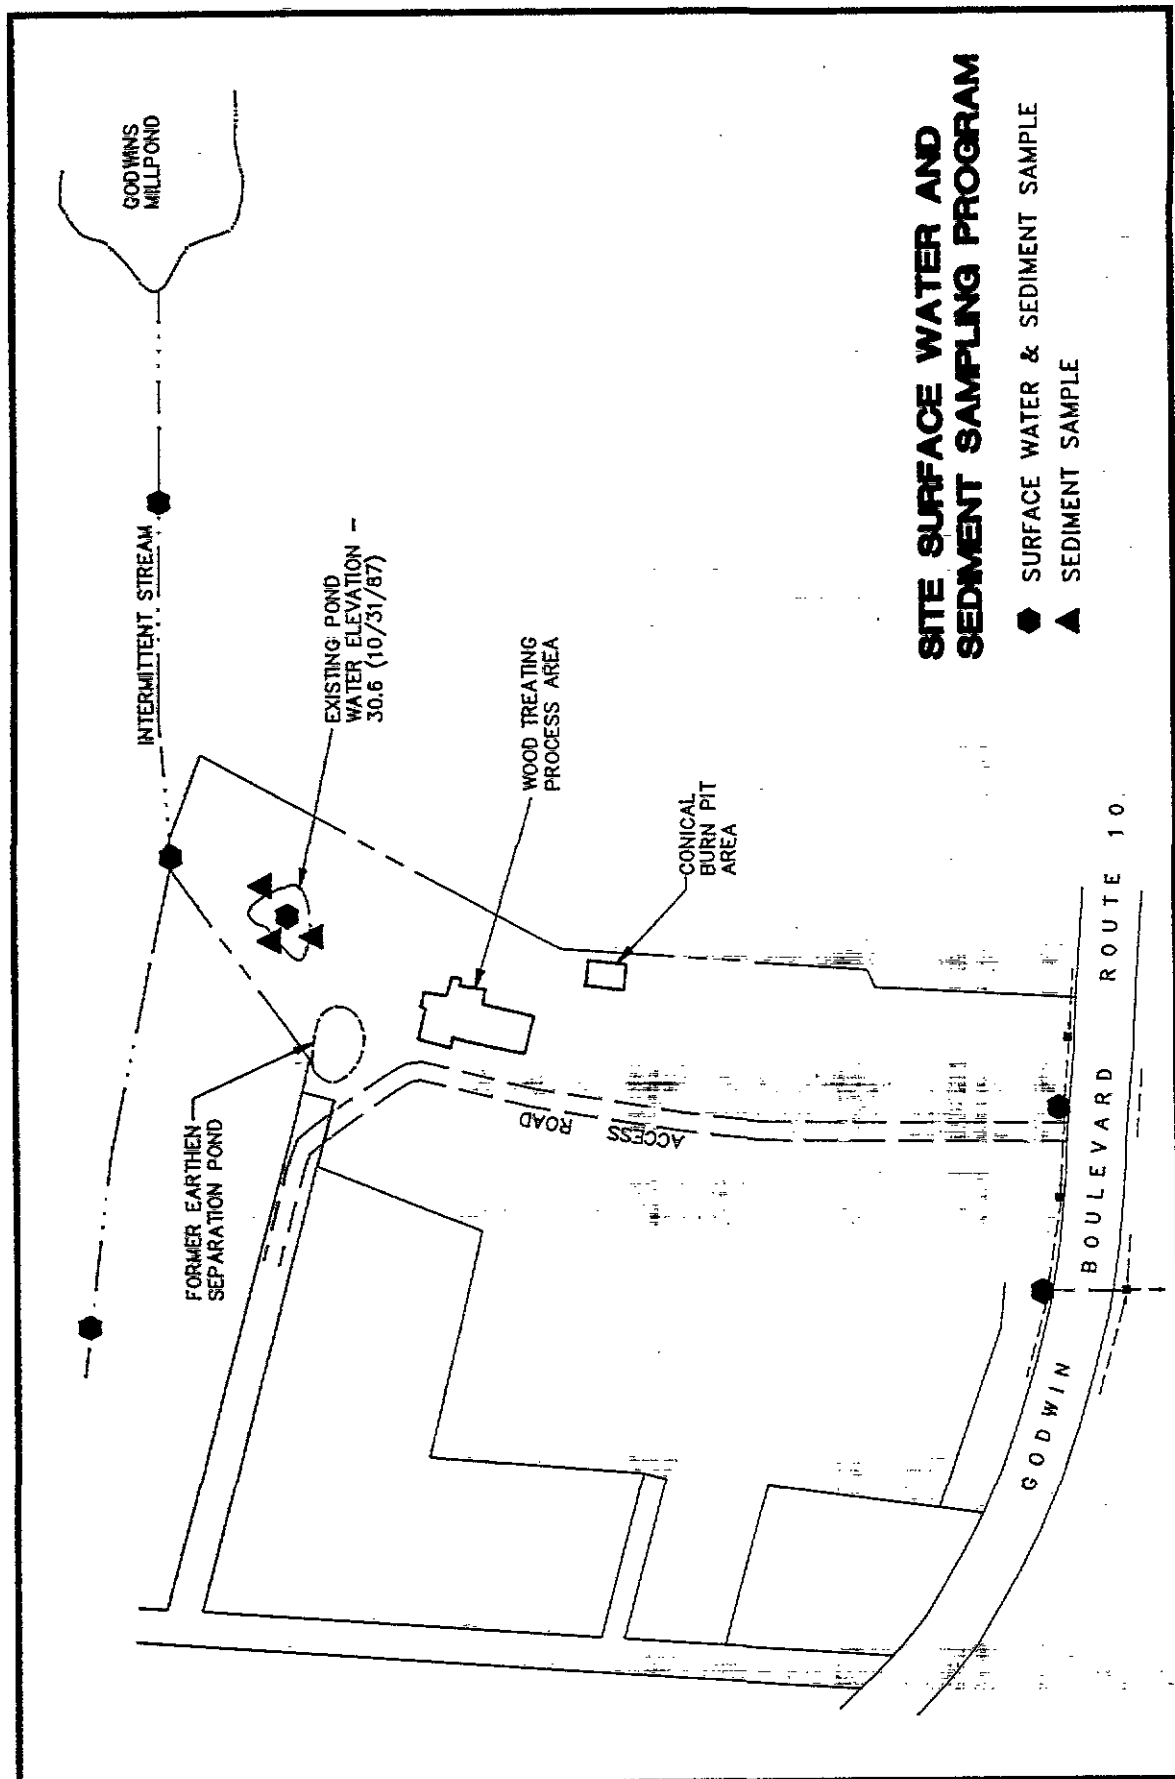 GODWINS
MILLPOND
INTERMITTENT STREAM
EXISTING POND
WATER ELEVATION –
30.6 (10/31/87)
FORMER EARTHEN
SEPARATION POND
WOOD TREATING
PROCESS AREA
CONICAL
BURN PIT
AREA
ACCESS
ROAD
GODWIN BOULEVARD ROUTE 10
SITE SURFACE WATER AND
SEDIMENT SAMPLING PROGRAM
SURFACE WATER & SEDIMENT SAMPLE
SEDIMENT SAMPLE